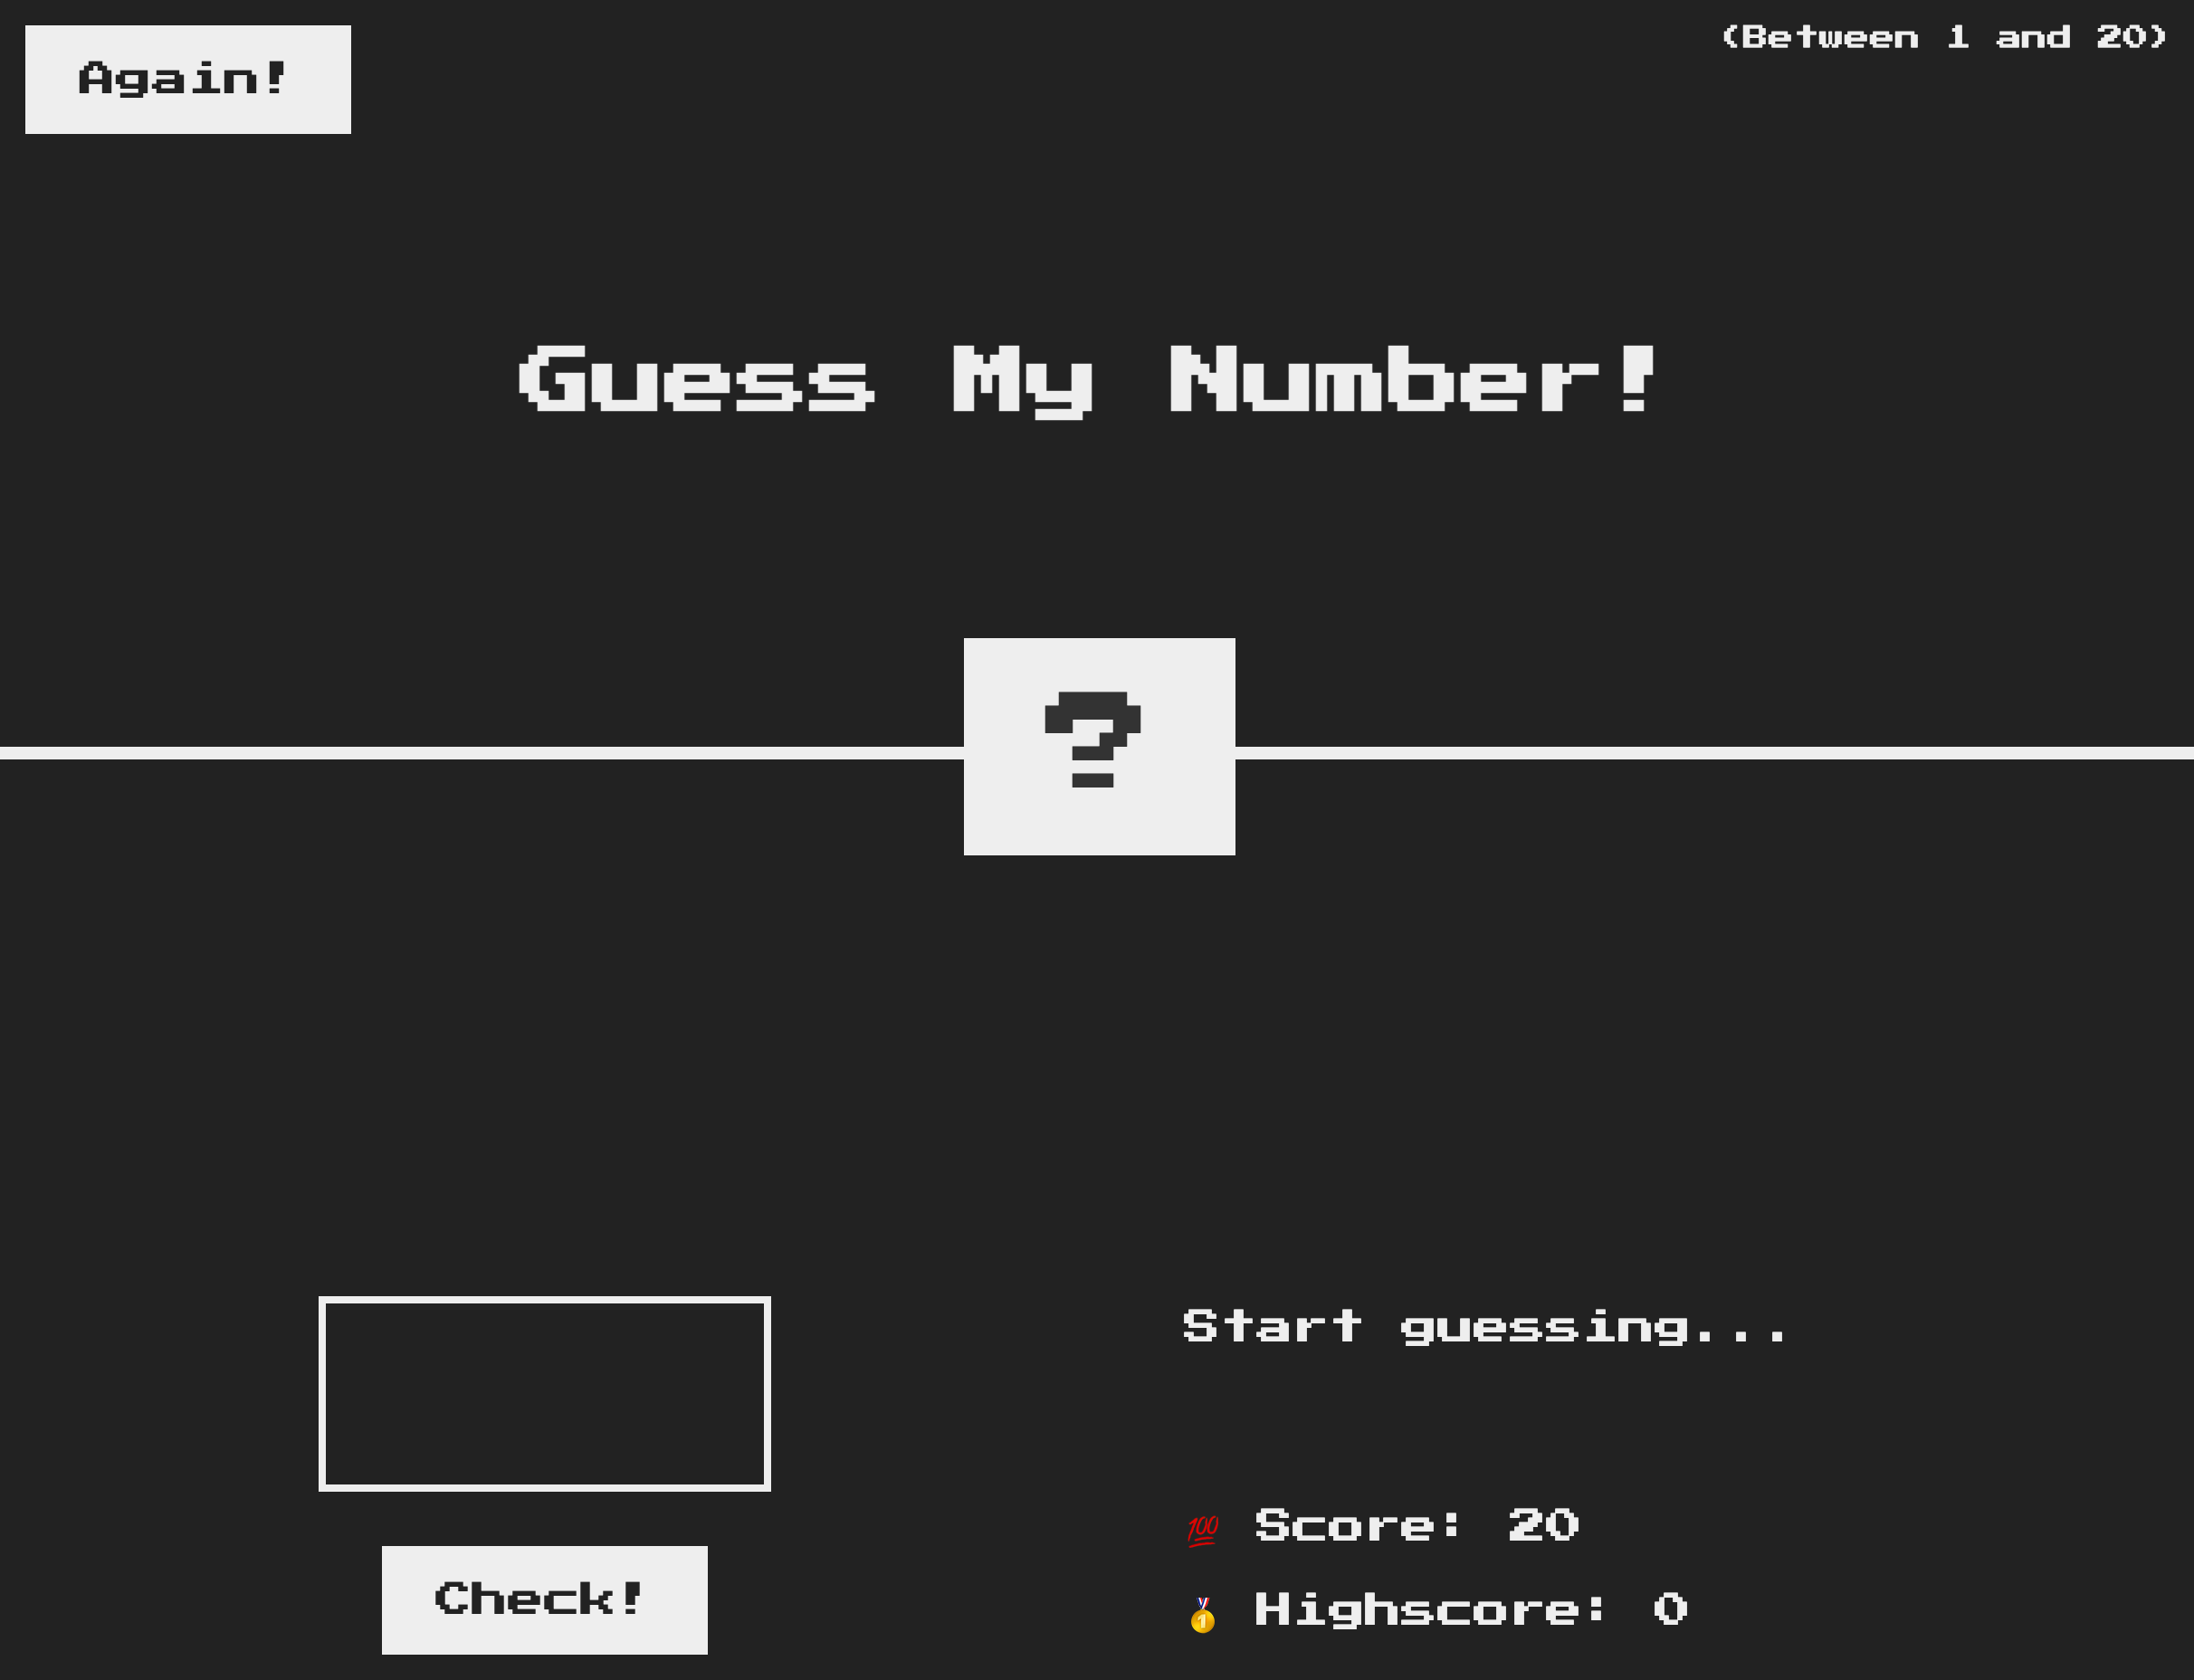 Again!
(Between 1 and 20)
Guess My Number!
?
Start guessing...
💯 Score: 20
Check!
🥇 Highscore: 0